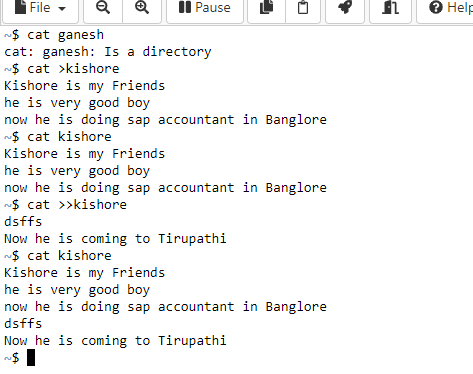 File Pause Help
~$ cat ganesh
cat: ganesh: Is a directory
~$ cat >kishore
Kishore is my Friends
he is very good boy
now he is doing sap accountant in Banglore
~$ cat kishore
Kishore is my Friends
he is very good boy
now he is doing sap accountant in Banglore
~$ cat >>kishore
dsffs
Now he is coming to Tirupathi
~$ cat kishore
Kishore is my Friends
he is very good boy
now he is doing sap accountant in Banglore
dsffs
Now he is coming to Tirupathi
~$